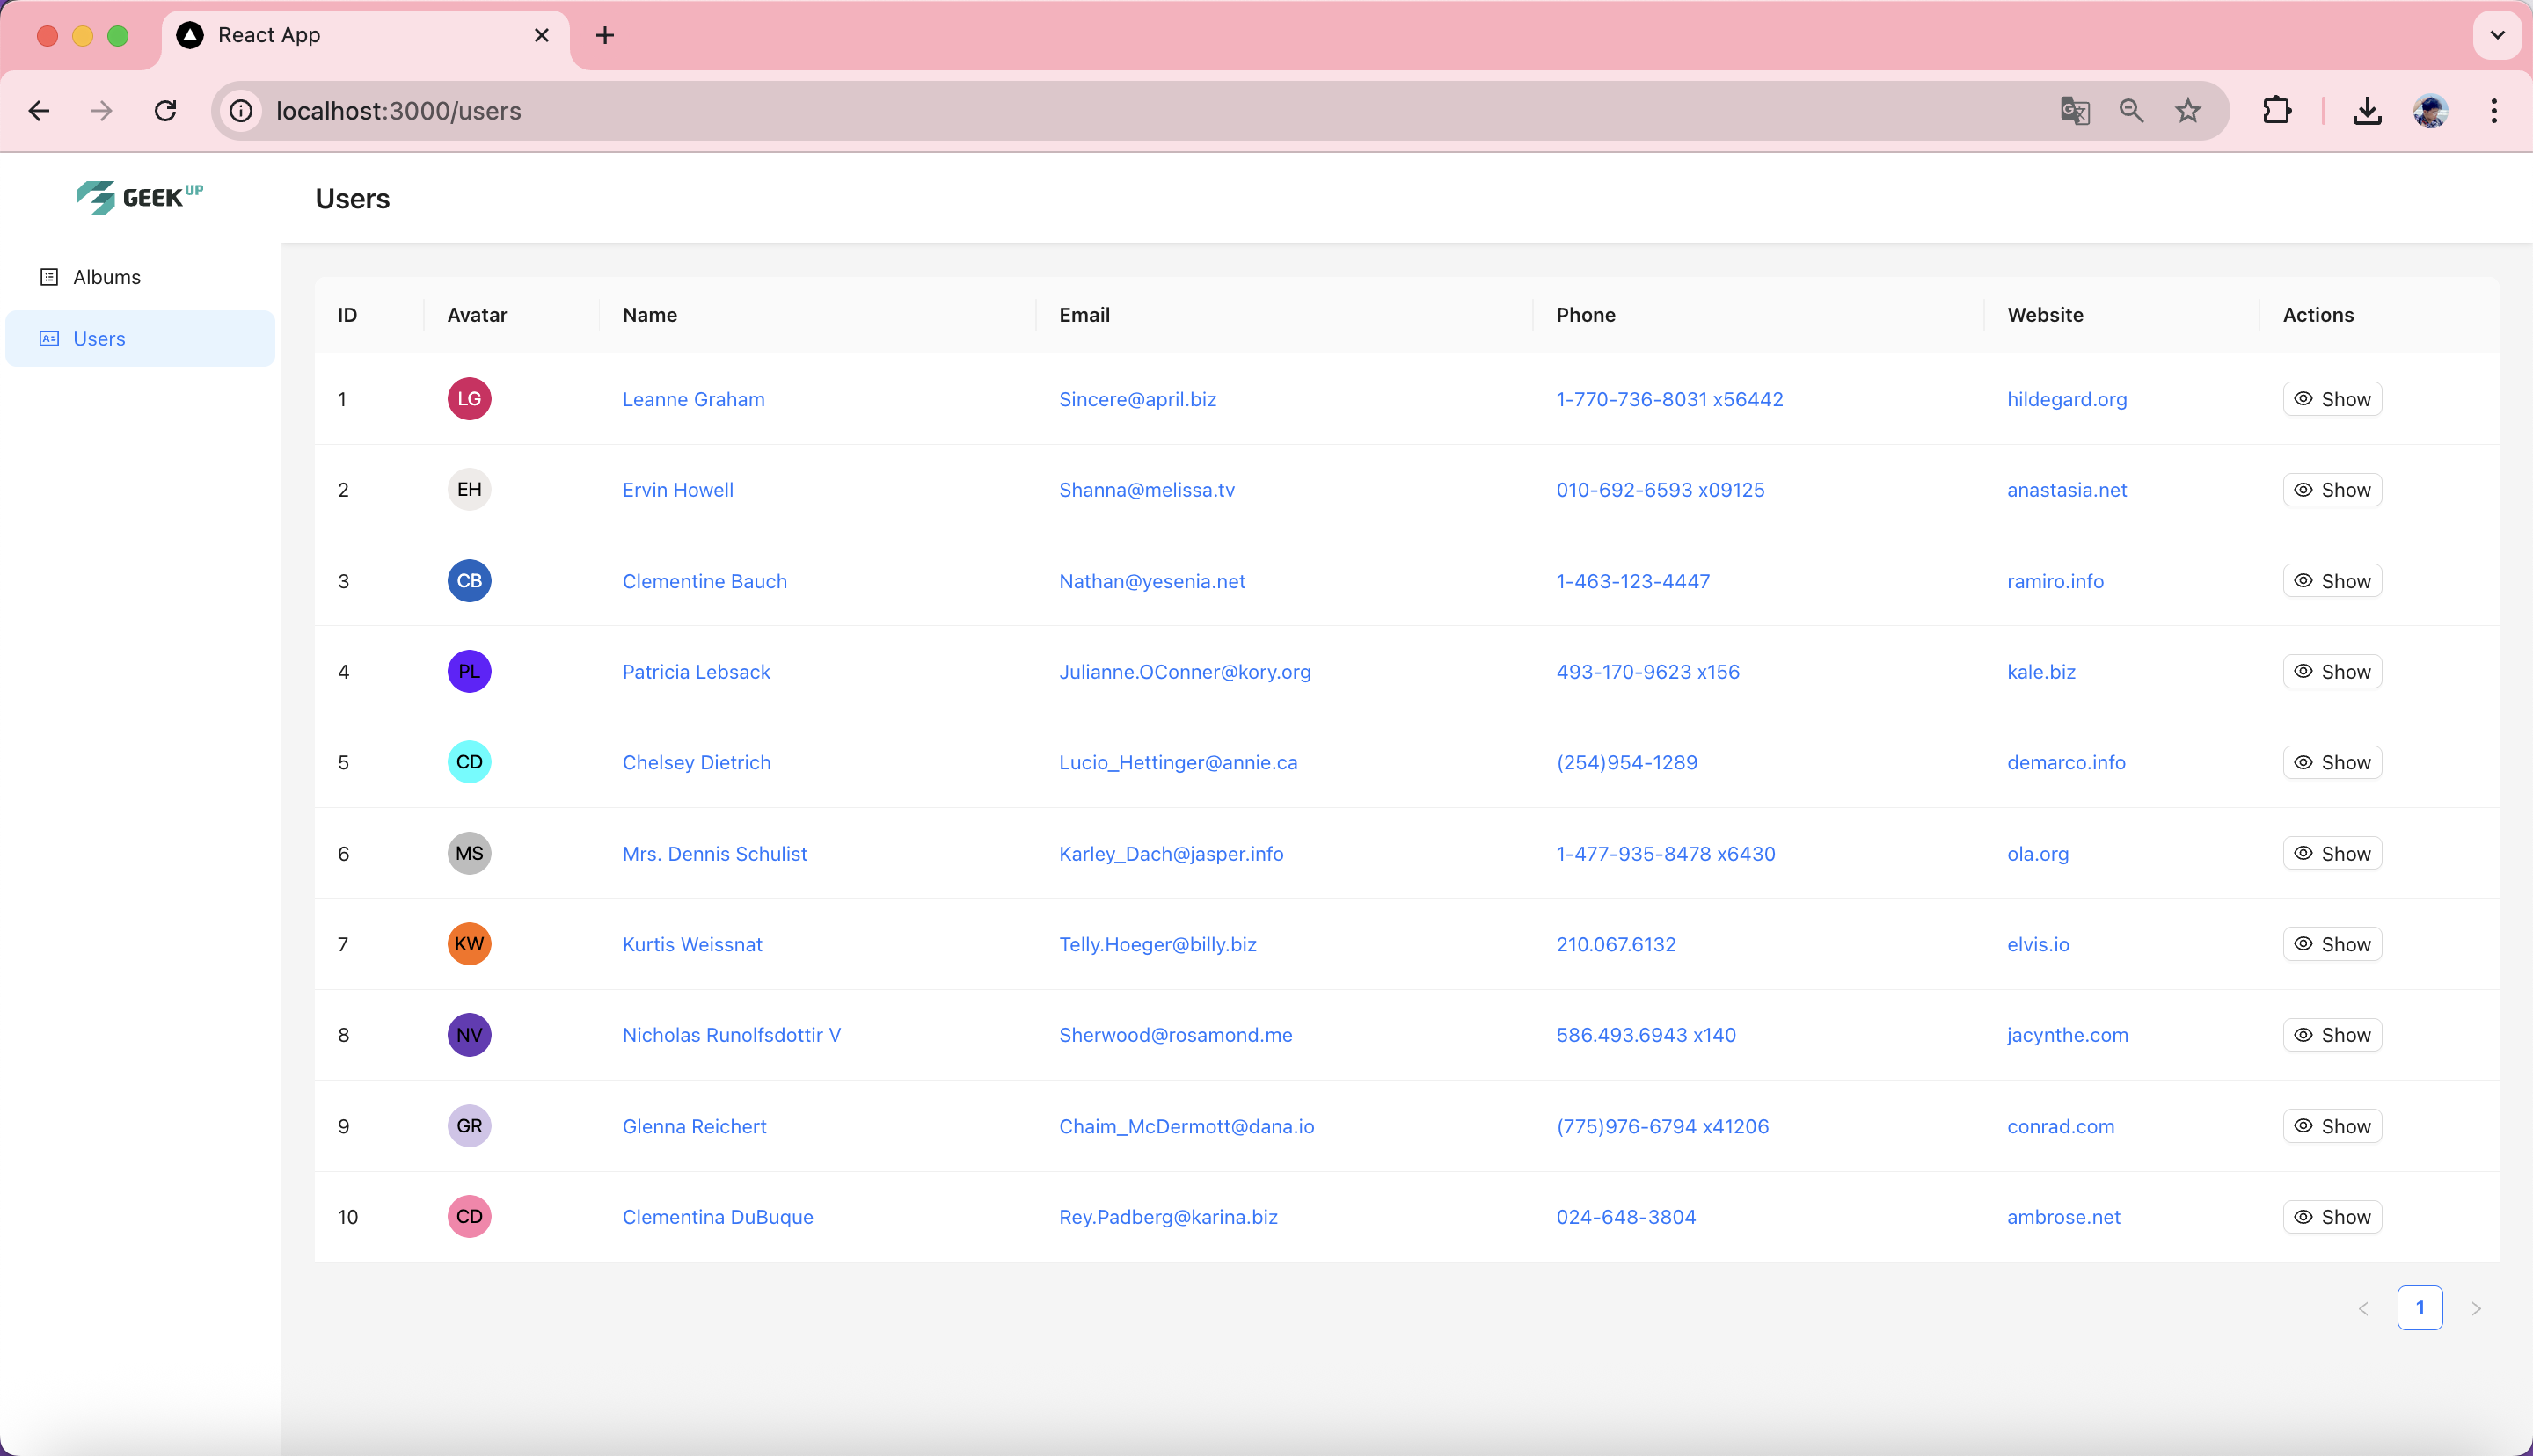 React App
localhost:3000/users
GEEK UP
Users
Albums
Users
ID Avatar Name Email Phone Website Actions
1 LG Leanne Graham Sincere@april.biz 1-770-736-8031 x56442 hildegard.org Show
2 EH Ervin Howell Shanna@melissa.tv 010-692-6593 x09125 anastasia.net Show
3 CB Clementine Bauch Nathan@yesenia.net 1-463-123-4447 ramiro.info Show
4 PL Patricia Lebsack Julianne.OConner@kory.org 493-170-9623 x156 kale.biz Show
5 CD Chelsey Dietrich Lucio_Hettinger@annie.ca (254)954-1289 demarco.info Show
6 MS Mrs. Dennis Schulist Karley_Dach@jasper.info 1-477-935-8478 x6430 ola.org Show
7 KW Kurtis Weissnat Telly.Hoeger@billy.biz 210.067.6132 elvis.io Show
8 NV Nicholas Runolfsdottir V Sherwood@rosamond.me 586.493.6943 x140 jacynthe.com Show
9 GR Glenna Reichert Chaim_McDermott@dana.io (775)976-6794 x41206 conrad.com Show
10 CD Clementina DuBuque Rey.Padberg@karina.biz 024-648-3804 ambrose.net Show
1